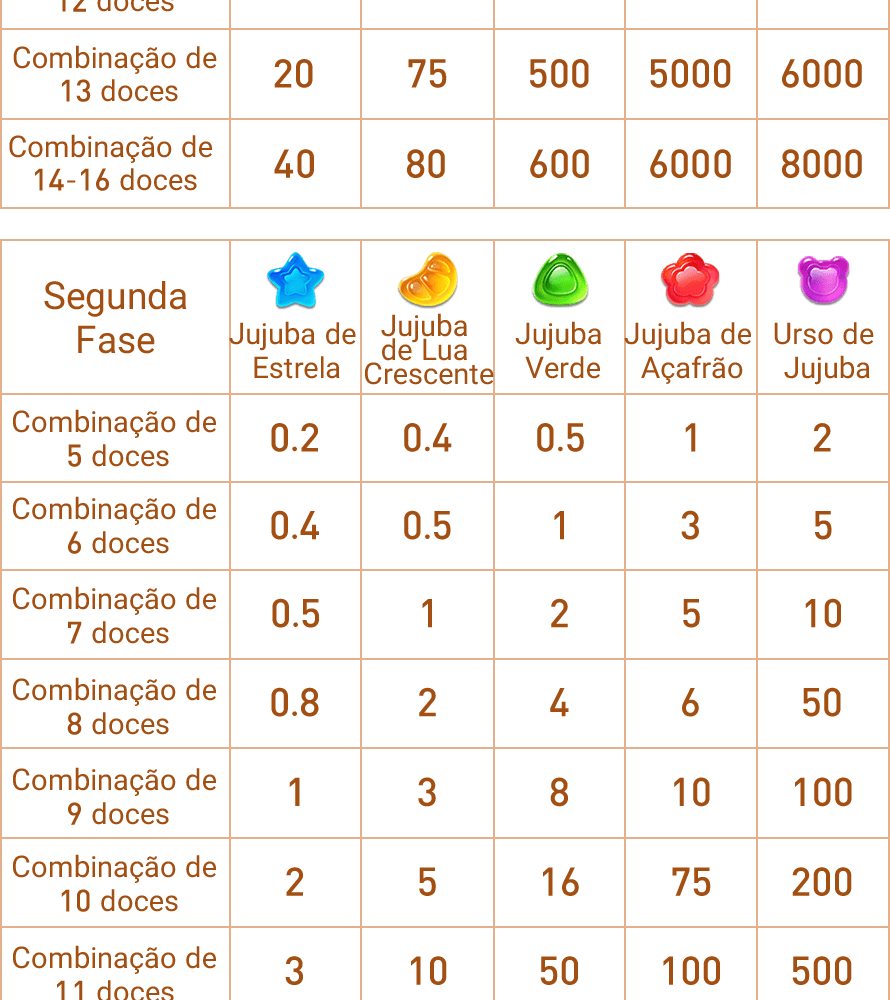 12 doces
Combinação de
13 doces
20 75 500 5000 6000
Combinação de
14-16 doces
40 80 600 6000 8000
Segunda
Fase
Jujuba de
Estrela
Jujuba
de Lua
Crescente
Jujuba
Verde
Jujuba de
Açafrão
Urso de
Jujuba
Combinação de
5 doces
0.2 0.4 0.5 1 2
Combinação de
6 doces
0.4 0.5 1 3 5
Combinação de
7 doces
0.5 1 2 5 10
Combinação de
8 doces
0.8 2 4 6 50
Combinação de
9 doces
1 3 8 10 100
Combinação de
10 doces
2 5 16 75 200
Combinação de
11 doces
3 10 50 100 500